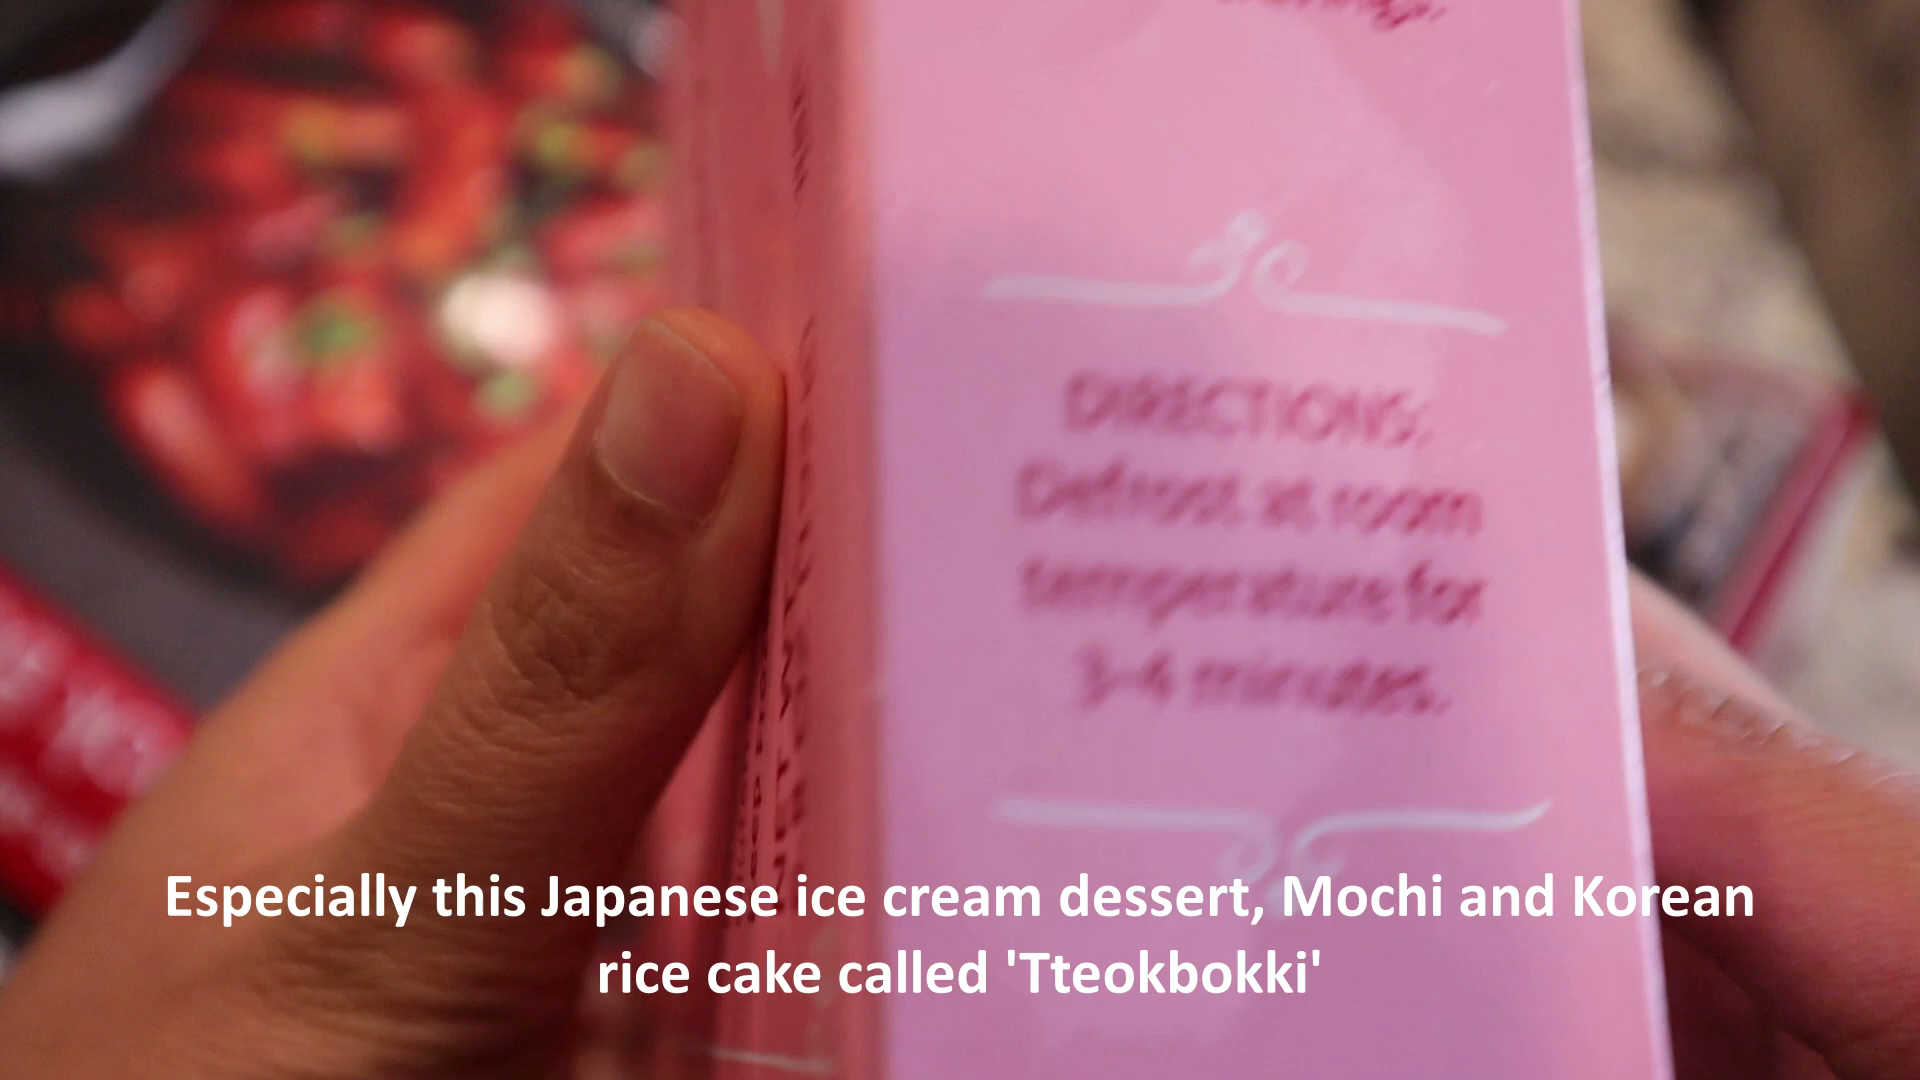 DIRECTIONS:
Defrost at room
temperature for
3-4 minutes.
Especially this Japanese ice cream dessert, Mochi and Korean
rice cake called 'Tteokbokki'